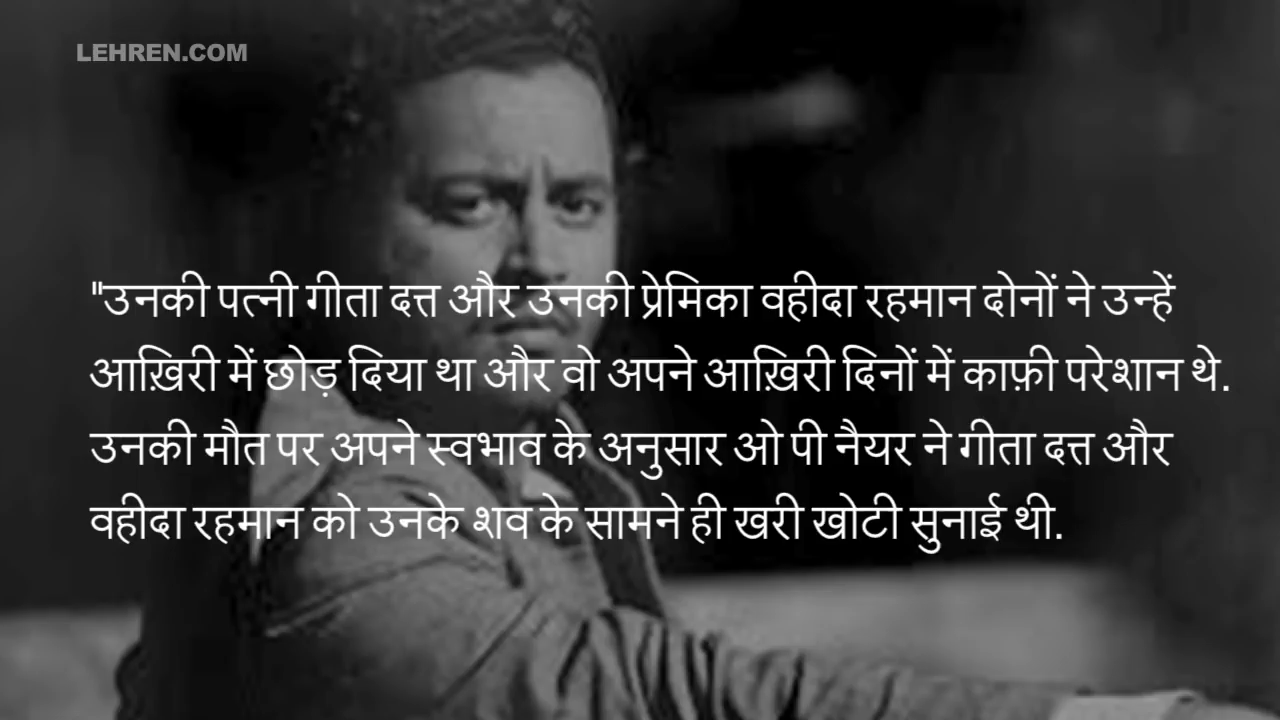 LEHREN.COM
"उनकी पत्नी गीता दत्त और उनकी प्रेमिका वहीदा रहमान दोनों ने उन्हें
आख़िरी में छोड़ दिया था और वो अपने आख़िरी दिनों में काफ़ी परेशान थे.
उनकी मौत पर अपने स्वभाव के अनुसार ओ पी नैयर ने गीता दत्त और
वहीदा रहमान को उनके शव के सामने ही खरी खोटी सुनाई थी.